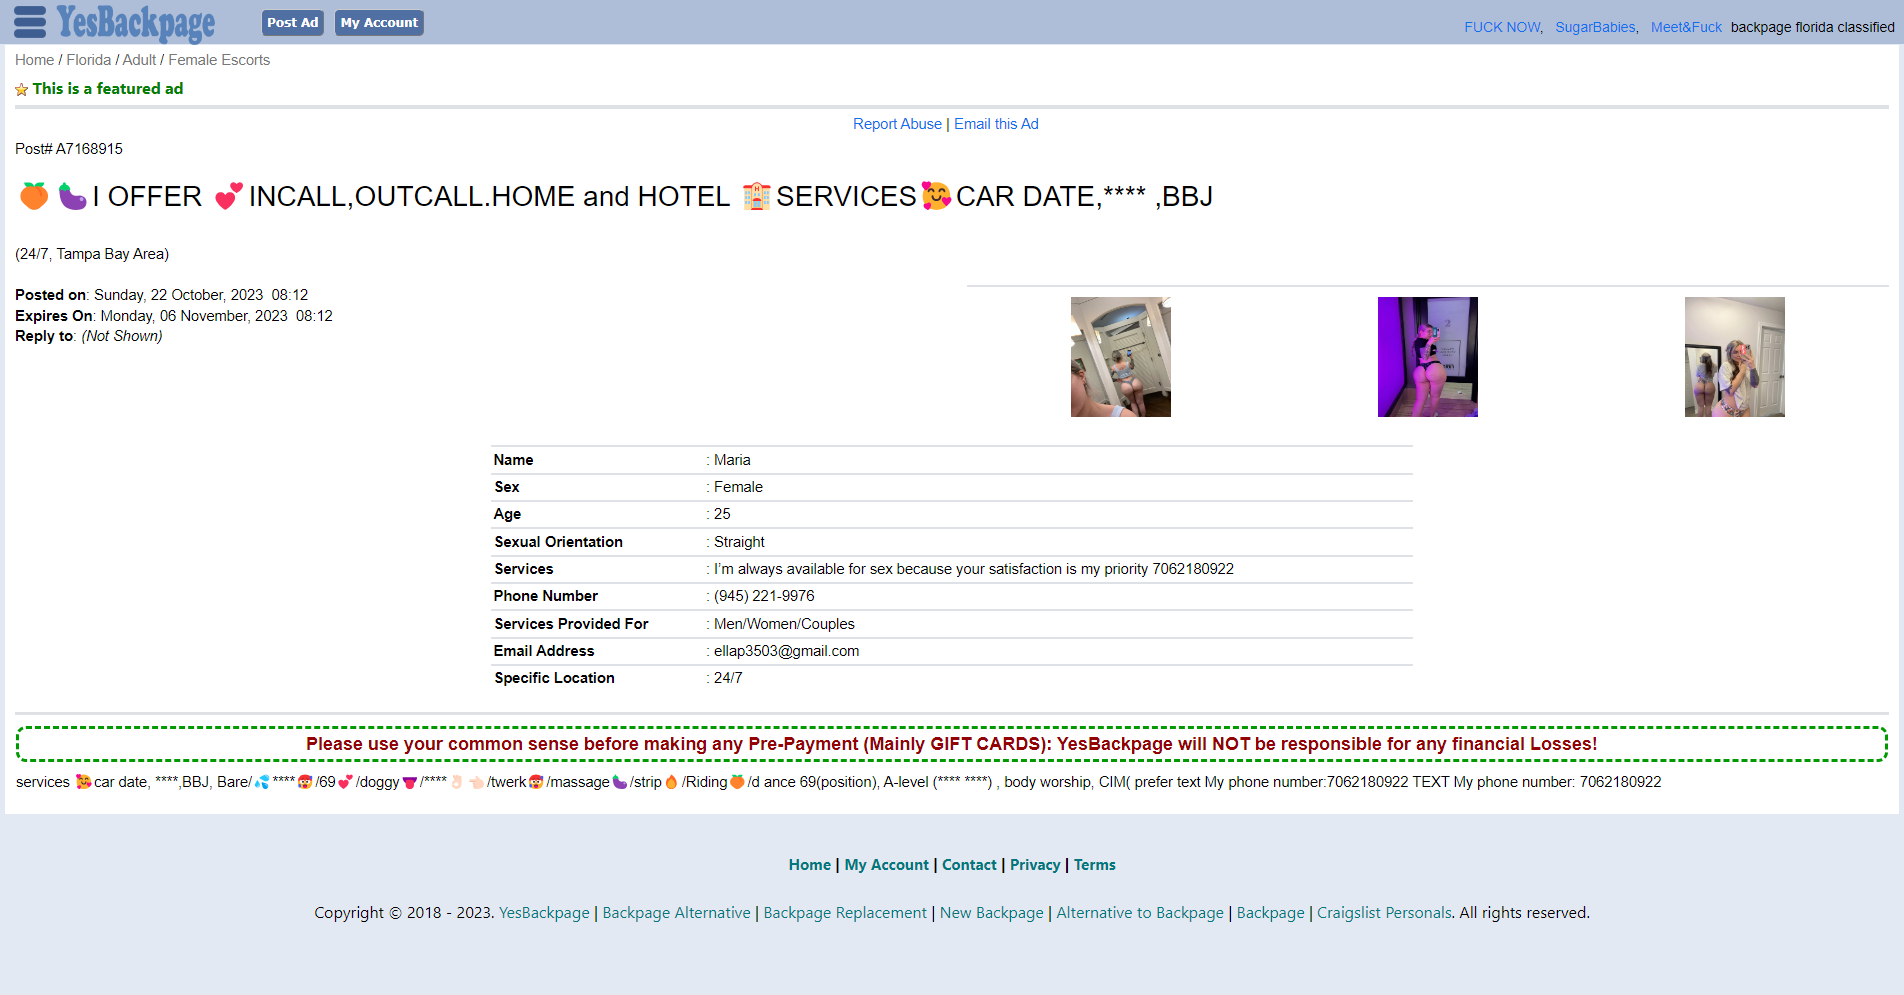 YesBackpage
Post Ad
My Account
FUCK NOW, SugarBabies, Meet&Fuck backpage florida classified
Home / Florida / Adult / Female Escorts
This is a featured ad
Report Abuse | Email this Ad
Post# A7168915
🍑 🍆I OFFER 💕INCALL,OUTCALL.HOME and HOTEL 🏩SERVICES🥰CAR DATE,**** ,BBJ
(24/7, Tampa Bay Area)
Posted on: Sunday, 22 October, 2023 08:12
Expires On: Monday, 06 November, 2023 08:12
Reply to: (Not Shown)
Name : Maria
Sex : Female
Age : 25
Sexual Orientation : Straight
Services : I'm always available for sex because your satisfaction is my priority 7062180922
Phone Number : (945) 221-9976
Services Provided For : Men/Women/Couples
Email Address : ellap3503@gmail.com
Specific Location : 24/7
Please use your common sense before making any Pre-Payment (Mainly GIFT CARDS): YesBackpage will NOT be responsible for any financial Losses!
services 🥰car date, ****,BBJ, Bare/💦****🥵/69💕/doggy👙/****👌🏻👈🏻/twerk🥵/massage🍆/strip🔥/Riding🍑/d ance 69(position), A-level (**** ****) , body worship, CIM( prefer text My phone number:7062180922 TEXT My phone number: 7062180922
Home | My Account | Contact | Privacy | Terms
Copyright © 2018 - 2023. YesBackpage | Backpage Alternative | Backpage Replacement | New Backpage | Alternative to Backpage | Backpage | Craigslist Personals. All rights reserved.